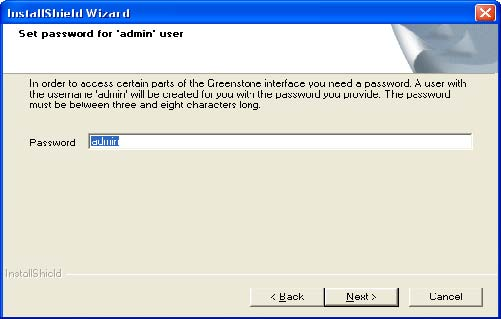 InstallShield Wizard
Set password for 'admin' user
In order to access certain parts of the Greenstone interface you need a password. A user with
the username 'admin' will be created for you with the password you provide. The password
must be between three and eight characters long.
Password
admin
InstallShield
< Back
Next >
Cancel